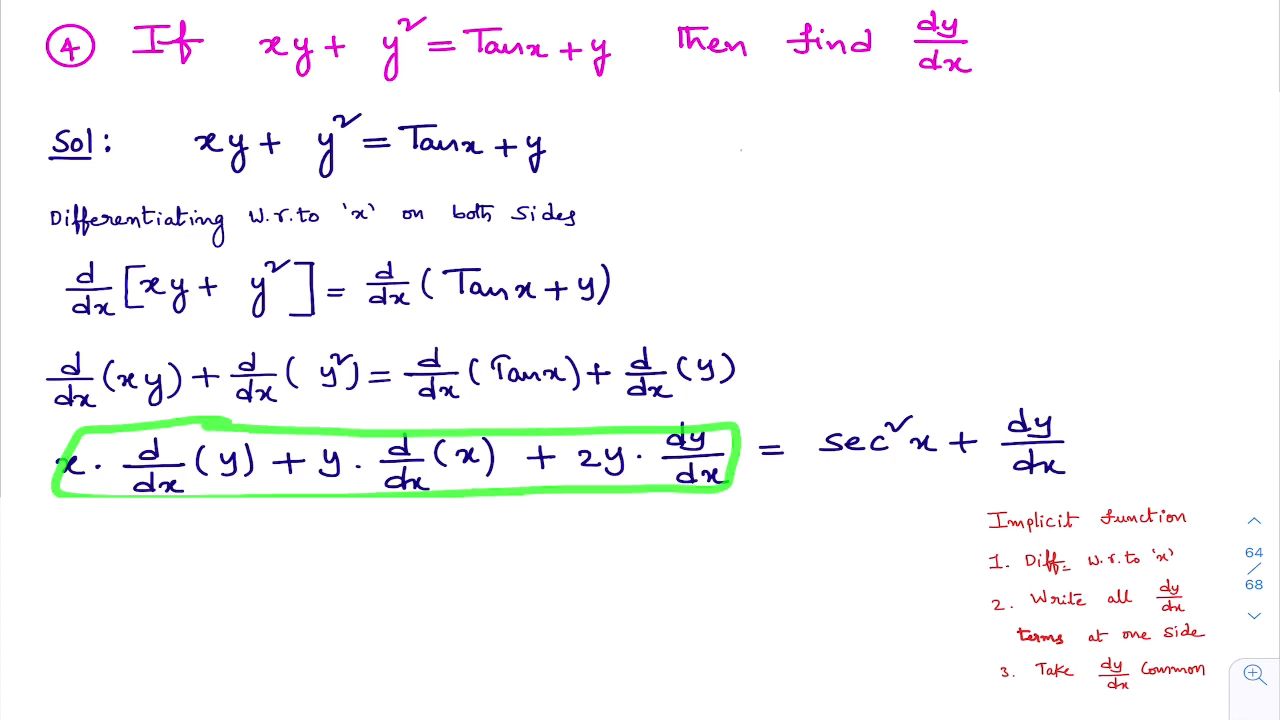 4 If xy + y² = Tanx + y Then find dy/dx
Sol: xy + y² = Tanx + y
Differentiating W.r.to 'x' on both sides
d/dx [xy + y²] = d/dx (Tanx + y)
d/dx (xy) + d/dx (y²) = d/dx (Tanx) + d/dx (y)
x · d/dx (y) + y · d/dx (x) + 2y · dy/dx = sec²x + dy/dx
Implicit function
1. Diff= w.r.to 'x'
2. Write all dy/dx
terms at one side
3. Take dy/dx Common
64
/
68